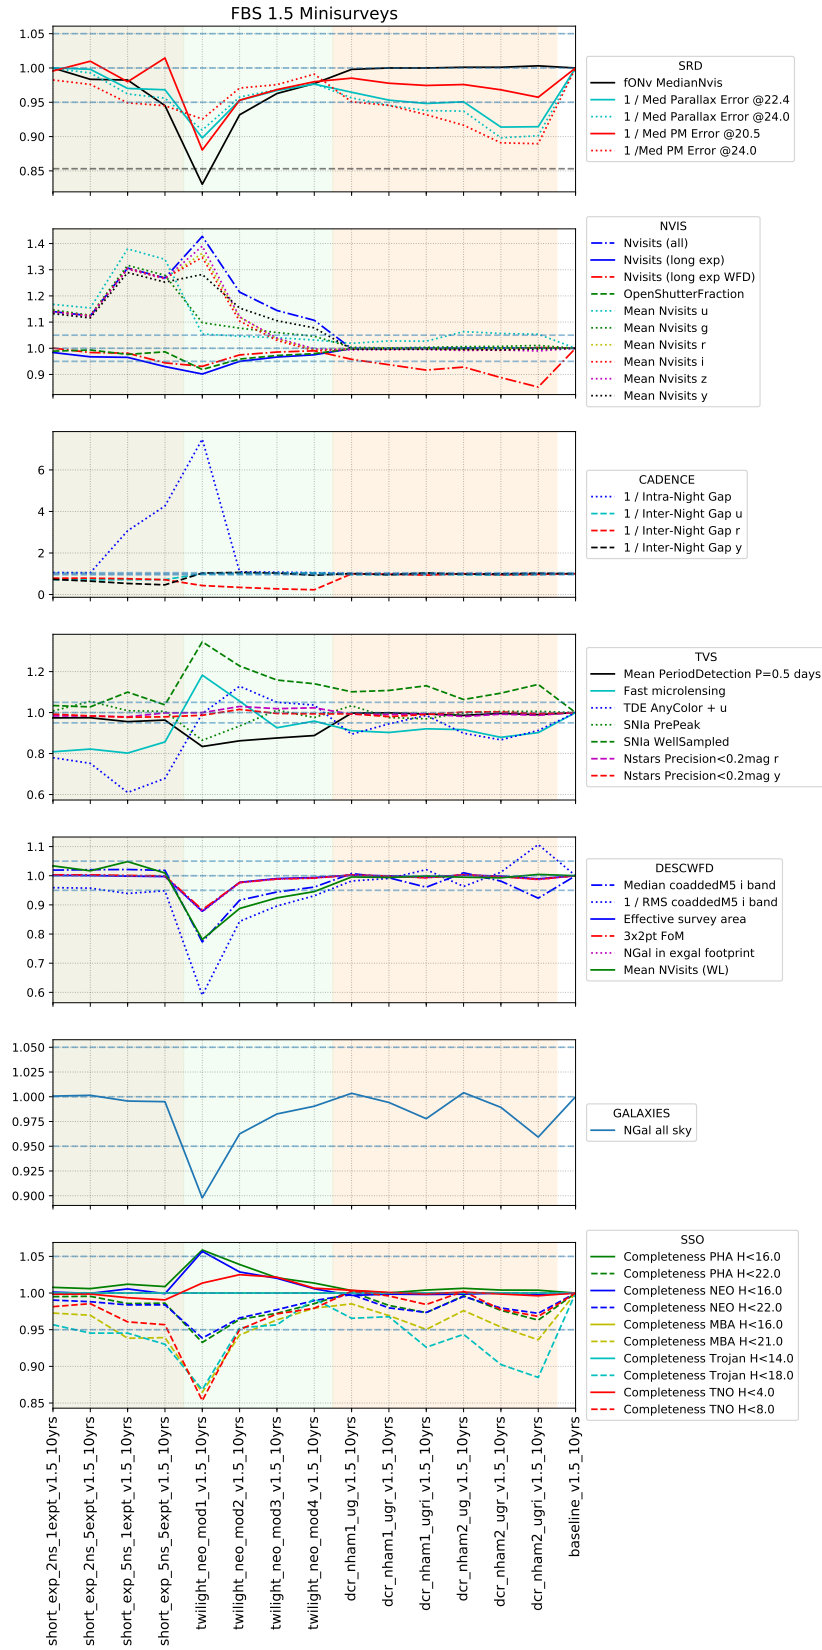 FBS 1.5 Minisurveys
1.05
1.00
0.95
0.90
0.85
SRD
fONv MedianNvis
1 / Med Parallax Error @22.4
1 / Med Parallax Error @24.0
1 / Med PM Error @20.5
1 /Med PM Error @24.0
1.4
1.3
1.2
1.1
1.0
0.9
NVIS
Nvisits (all)
Nvisits (long exp)
Nvisits (long exp WFD)
OpenShutterFraction
Mean Nvisits u
Mean Nvisits g
Mean Nvisits r
Mean Nvisits i
Mean Nvisits z
Mean Nvisits y
6
4
2
0
CADENCE
1 / Intra-Night Gap
1 / Inter-Night Gap u
1 / Inter-Night Gap r
1 / Inter-Night Gap y
1.2
1.0
0.8
0.6
TVS
Mean PeriodDetection P=0.5 days
Fast microlensing
TDE AnyColor + u
SNIa PrePeak
SNIa WellSampled
Nstars Precision<0.2mag r
Nstars Precision<0.2mag y
1.1
1.0
0.9
0.8
0.7
0.6
DESCWFD
Median coaddedM5 i band
1 / RMS coaddedM5 i band
Effective survey area
3x2pt FoM
NGal in exgal footprint
Mean NVisits (WL)
1.050
1.025
1.000
0.975
0.950
0.925
0.900
GALAXIES
NGal all sky
1.05
1.00
0.95
0.90
0.85
SSO
Completeness PHA H<16.0
Completeness PHA H<22.0
Completeness NEO H<16.0
Completeness NEO H<22.0
Completeness MBA H<16.0
Completeness MBA H<21.0
Completeness Trojan H<14.0
Completeness Trojan H<18.0
Completeness TNO H<4.0
Completeness TNO H<8.0
short_exp_2ns_1expt_v1.5_10yrs
short_exp_2ns_5expt_v1.5_10yrs
short_exp_5ns_1expt_v1.5_10yrs
short_exp_5ns_5expt_v1.5_10yrs
twilight_neo_mod1_v1.5_10yrs
twilight_neo_mod2_v1.5_10yrs
twilight_neo_mod3_v1.5_10yrs
twilight_neo_mod4_v1.5_10yrs
dcr_nham1_ug_v1.5_10yrs
dcr_nham1_ugr_v1.5_10yrs
dcr_nham1_ugri_v1.5_10yrs
dcr_nham2_ug_v1.5_10yrs
dcr_nham2_ugr_v1.5_10yrs
dcr_nham2_ugri_v1.5_10yrs
baseline_v1.5_10yrs